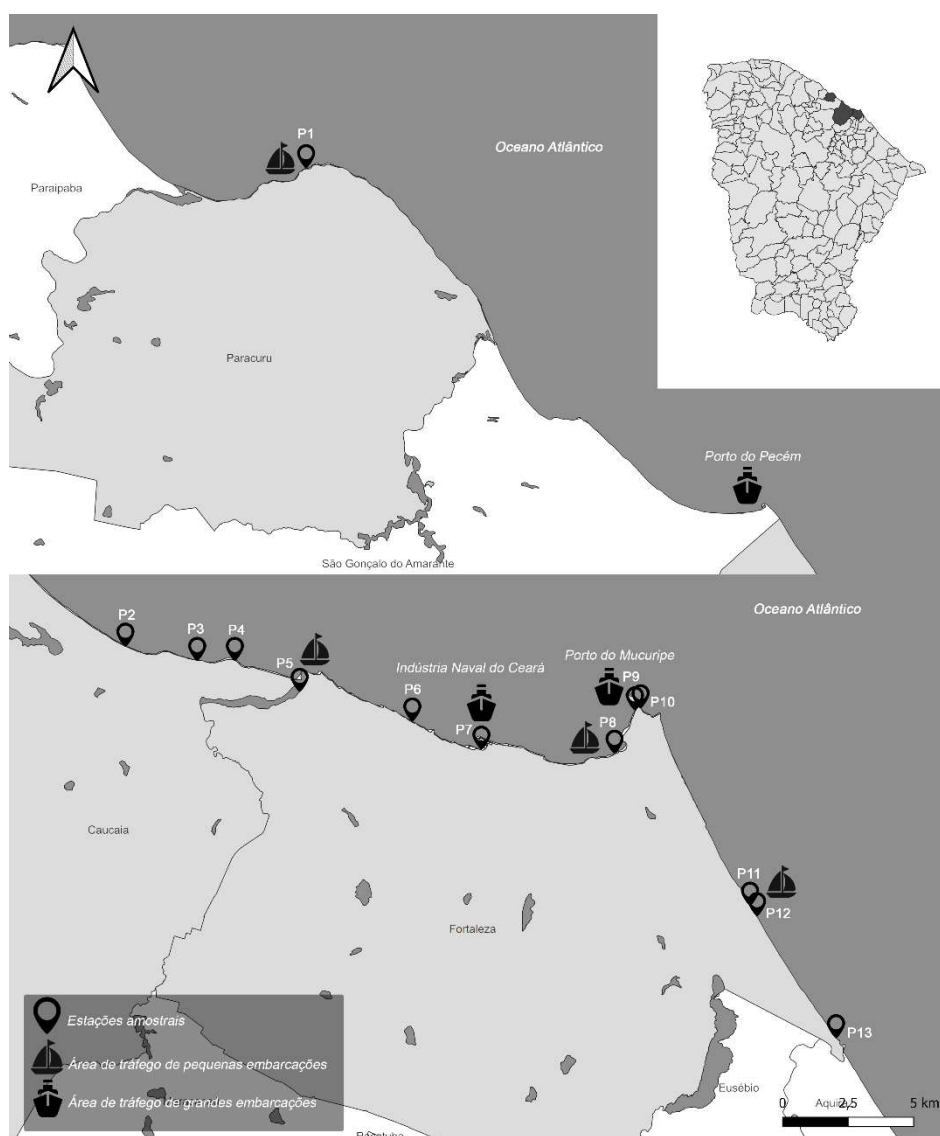 P1
Oceano Atlântico
Paraipaba
Paracuru
Porto do Pecém
São Gonçalo do Amarante
Oceano Atlântico
P2
P3
P4
P5
Indústria Naval do Ceará
Porto do Mucuripe
P6
P7
P8
P9
P10
Caucaia
P11
P12
Fortaleza
Estações amostrais
P13
Área de tráfego de pequenas embarcações
Eusébio
Área de tráfego de grandes embarcações
0 2,5 5 km